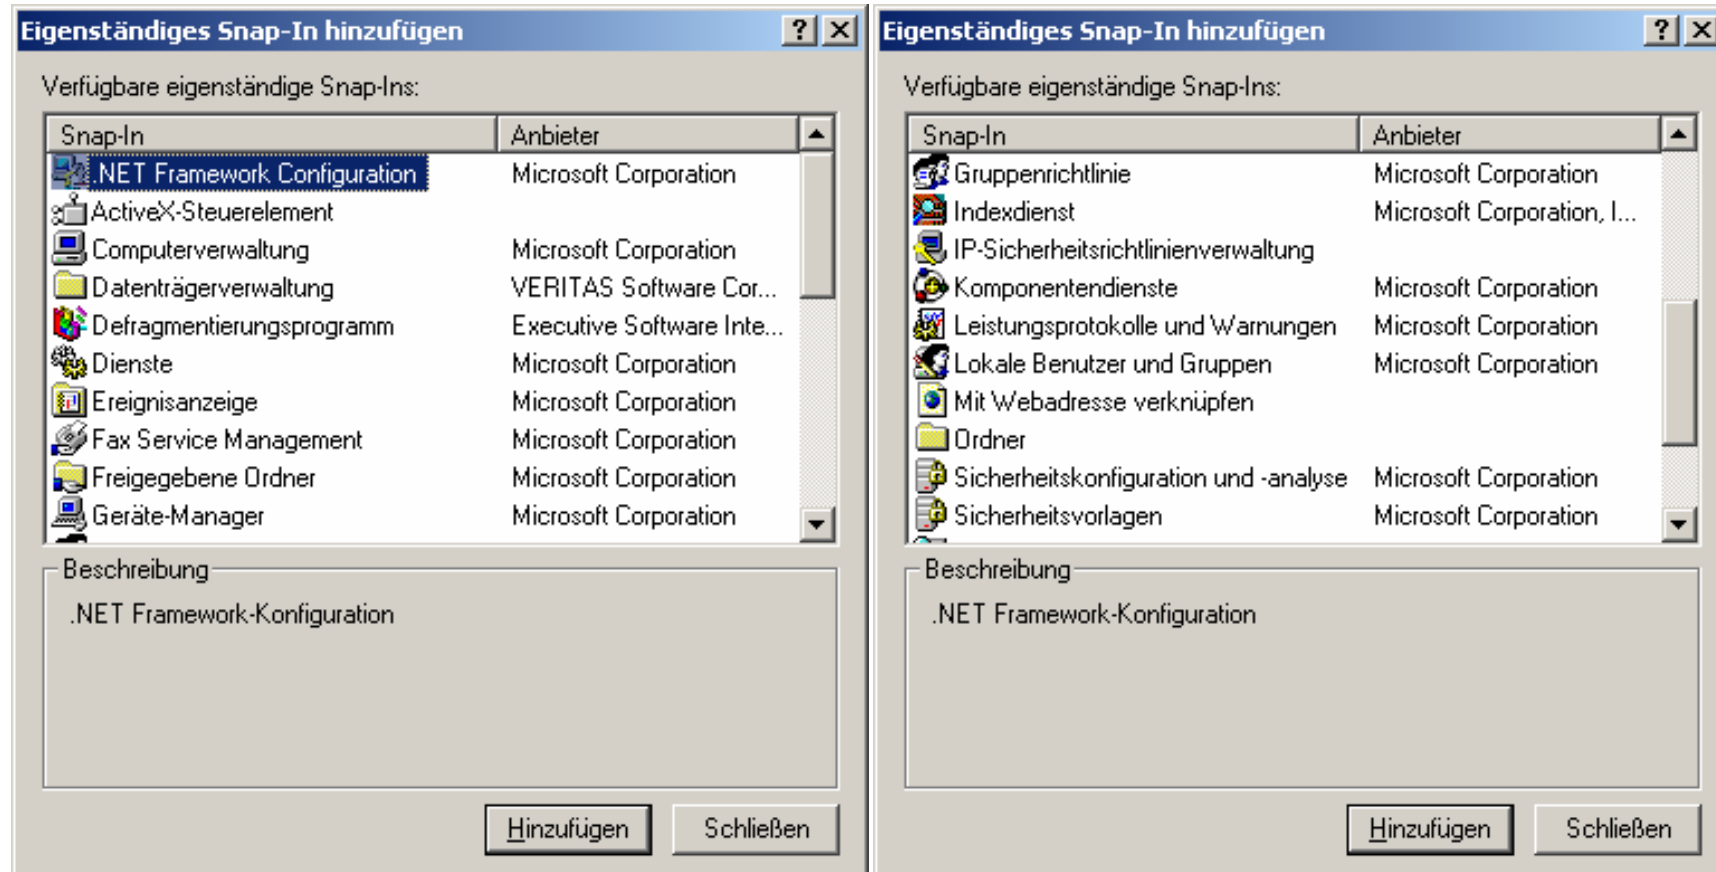 Eigenständiges Snap-In hinzufügen
Verfügbare eigenständige Snap-Ins:
Snap-In Anbieter
.NET Framework Configuration Microsoft Corporation
ActiveX-Steuerelement
Computerverwaltung Microsoft Corporation
Datenträgerverwaltung VERITAS Software Cor...
Defragmentierungsprogramm Executive Software Inte...
Dienste Microsoft Corporation
Ereignisanzeige Microsoft Corporation
Fax Service Management Microsoft Corporation
Freigegebene Ordner Microsoft Corporation
Geräte-Manager Microsoft Corporation
Beschreibung
.NET Framework-Konfiguration
Hinzufügen Schließen
Eigenständiges Snap-In hinzufügen
Verfügbare eigenständige Snap-Ins:
Snap-In Anbieter
Gruppenrichtlinie Microsoft Corporation
Indexdienst Microsoft Corporation, I...
IP-Sicherheitsrichtlinienverwaltung
Komponentendienste Microsoft Corporation
Leistungsprotokolle und Warnungen Microsoft Corporation
Lokale Benutzer und Gruppen Microsoft Corporation
Mit Webadresse verknüpfen
Ordner
Sicherheitskonfiguration und -analyse Microsoft Corporation
Sicherheitsvorlagen Microsoft Corporation
Beschreibung
.NET Framework-Konfiguration
Hinzufügen Schließen